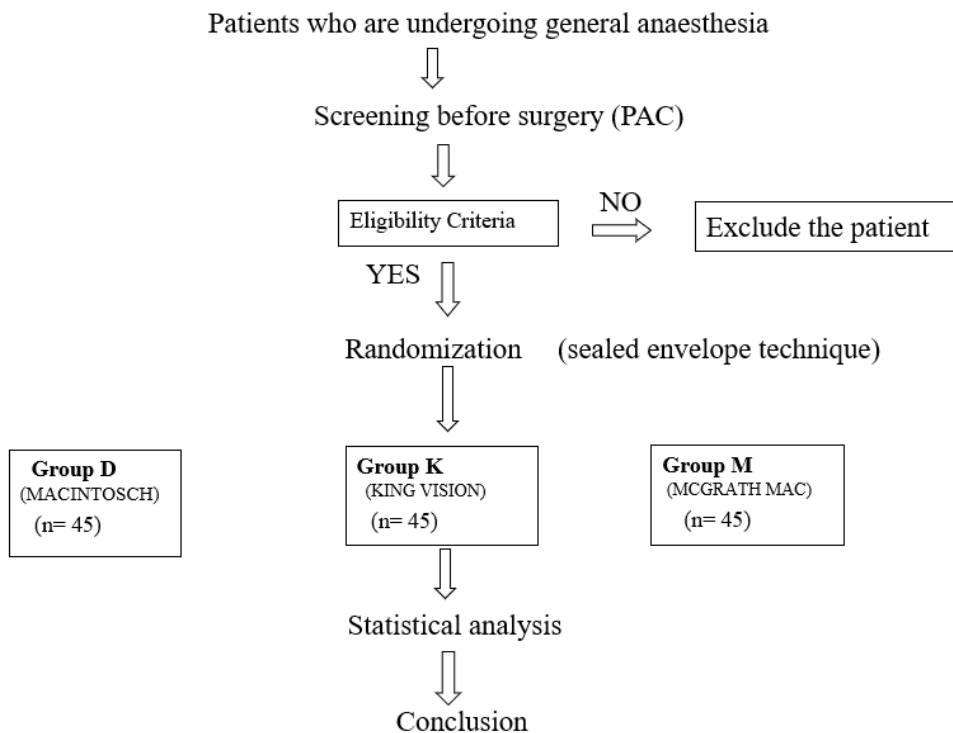 Patients who are undergoing general anaesthesia
Screening before surgery (PAC)
Eligibility Criteria
NO
Exclude the patient
YES
Randomization (sealed envelope technique)
Group D
(MACINTOSCH)
(n= 45)
Group K
(KING VISION)
(n= 45)
Group M
(MCGRATH MAC)
(n= 45)
Statistical analysis
Conclusion